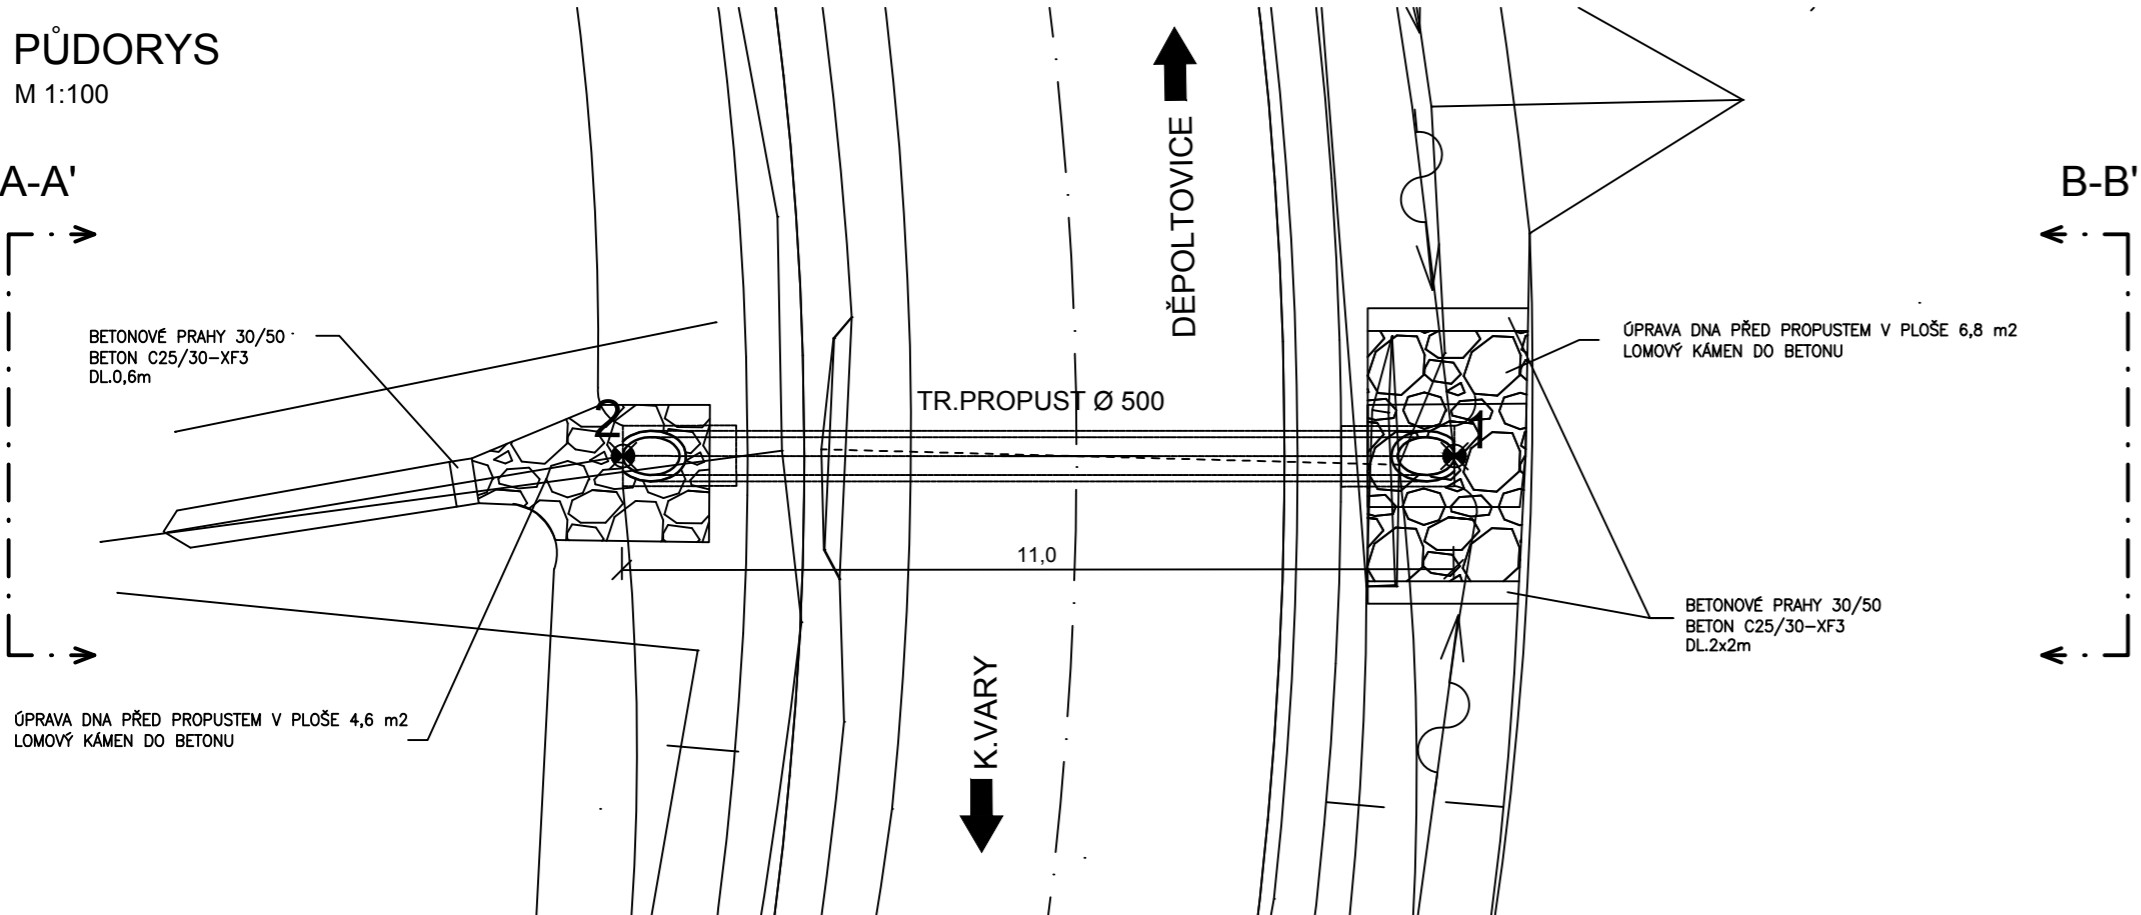 PŮDORYS
M 1:100
A-A'
B-B'
DĚPOLTOVICE
BETONOVÉ PRAHY 30/50
BETON C25/30-XF3
DL.0,6m
ÚPRAVA DNA PŘED PROPUSTEM V PLOŠE 6,8 m2
LOMOVÝ KÁMEN DO BETONU
TR.PROPUST Ø 500
2
1
11,0
BETONOVÉ PRAHY 30/50
BETON C25/30-XF3
DL.2x2m
K.VARY
ÚPRAVA DNA PŘED PROPUSTEM V PLOŠE 4,6 m2
LOMOVÝ KÁMEN DO BETONU